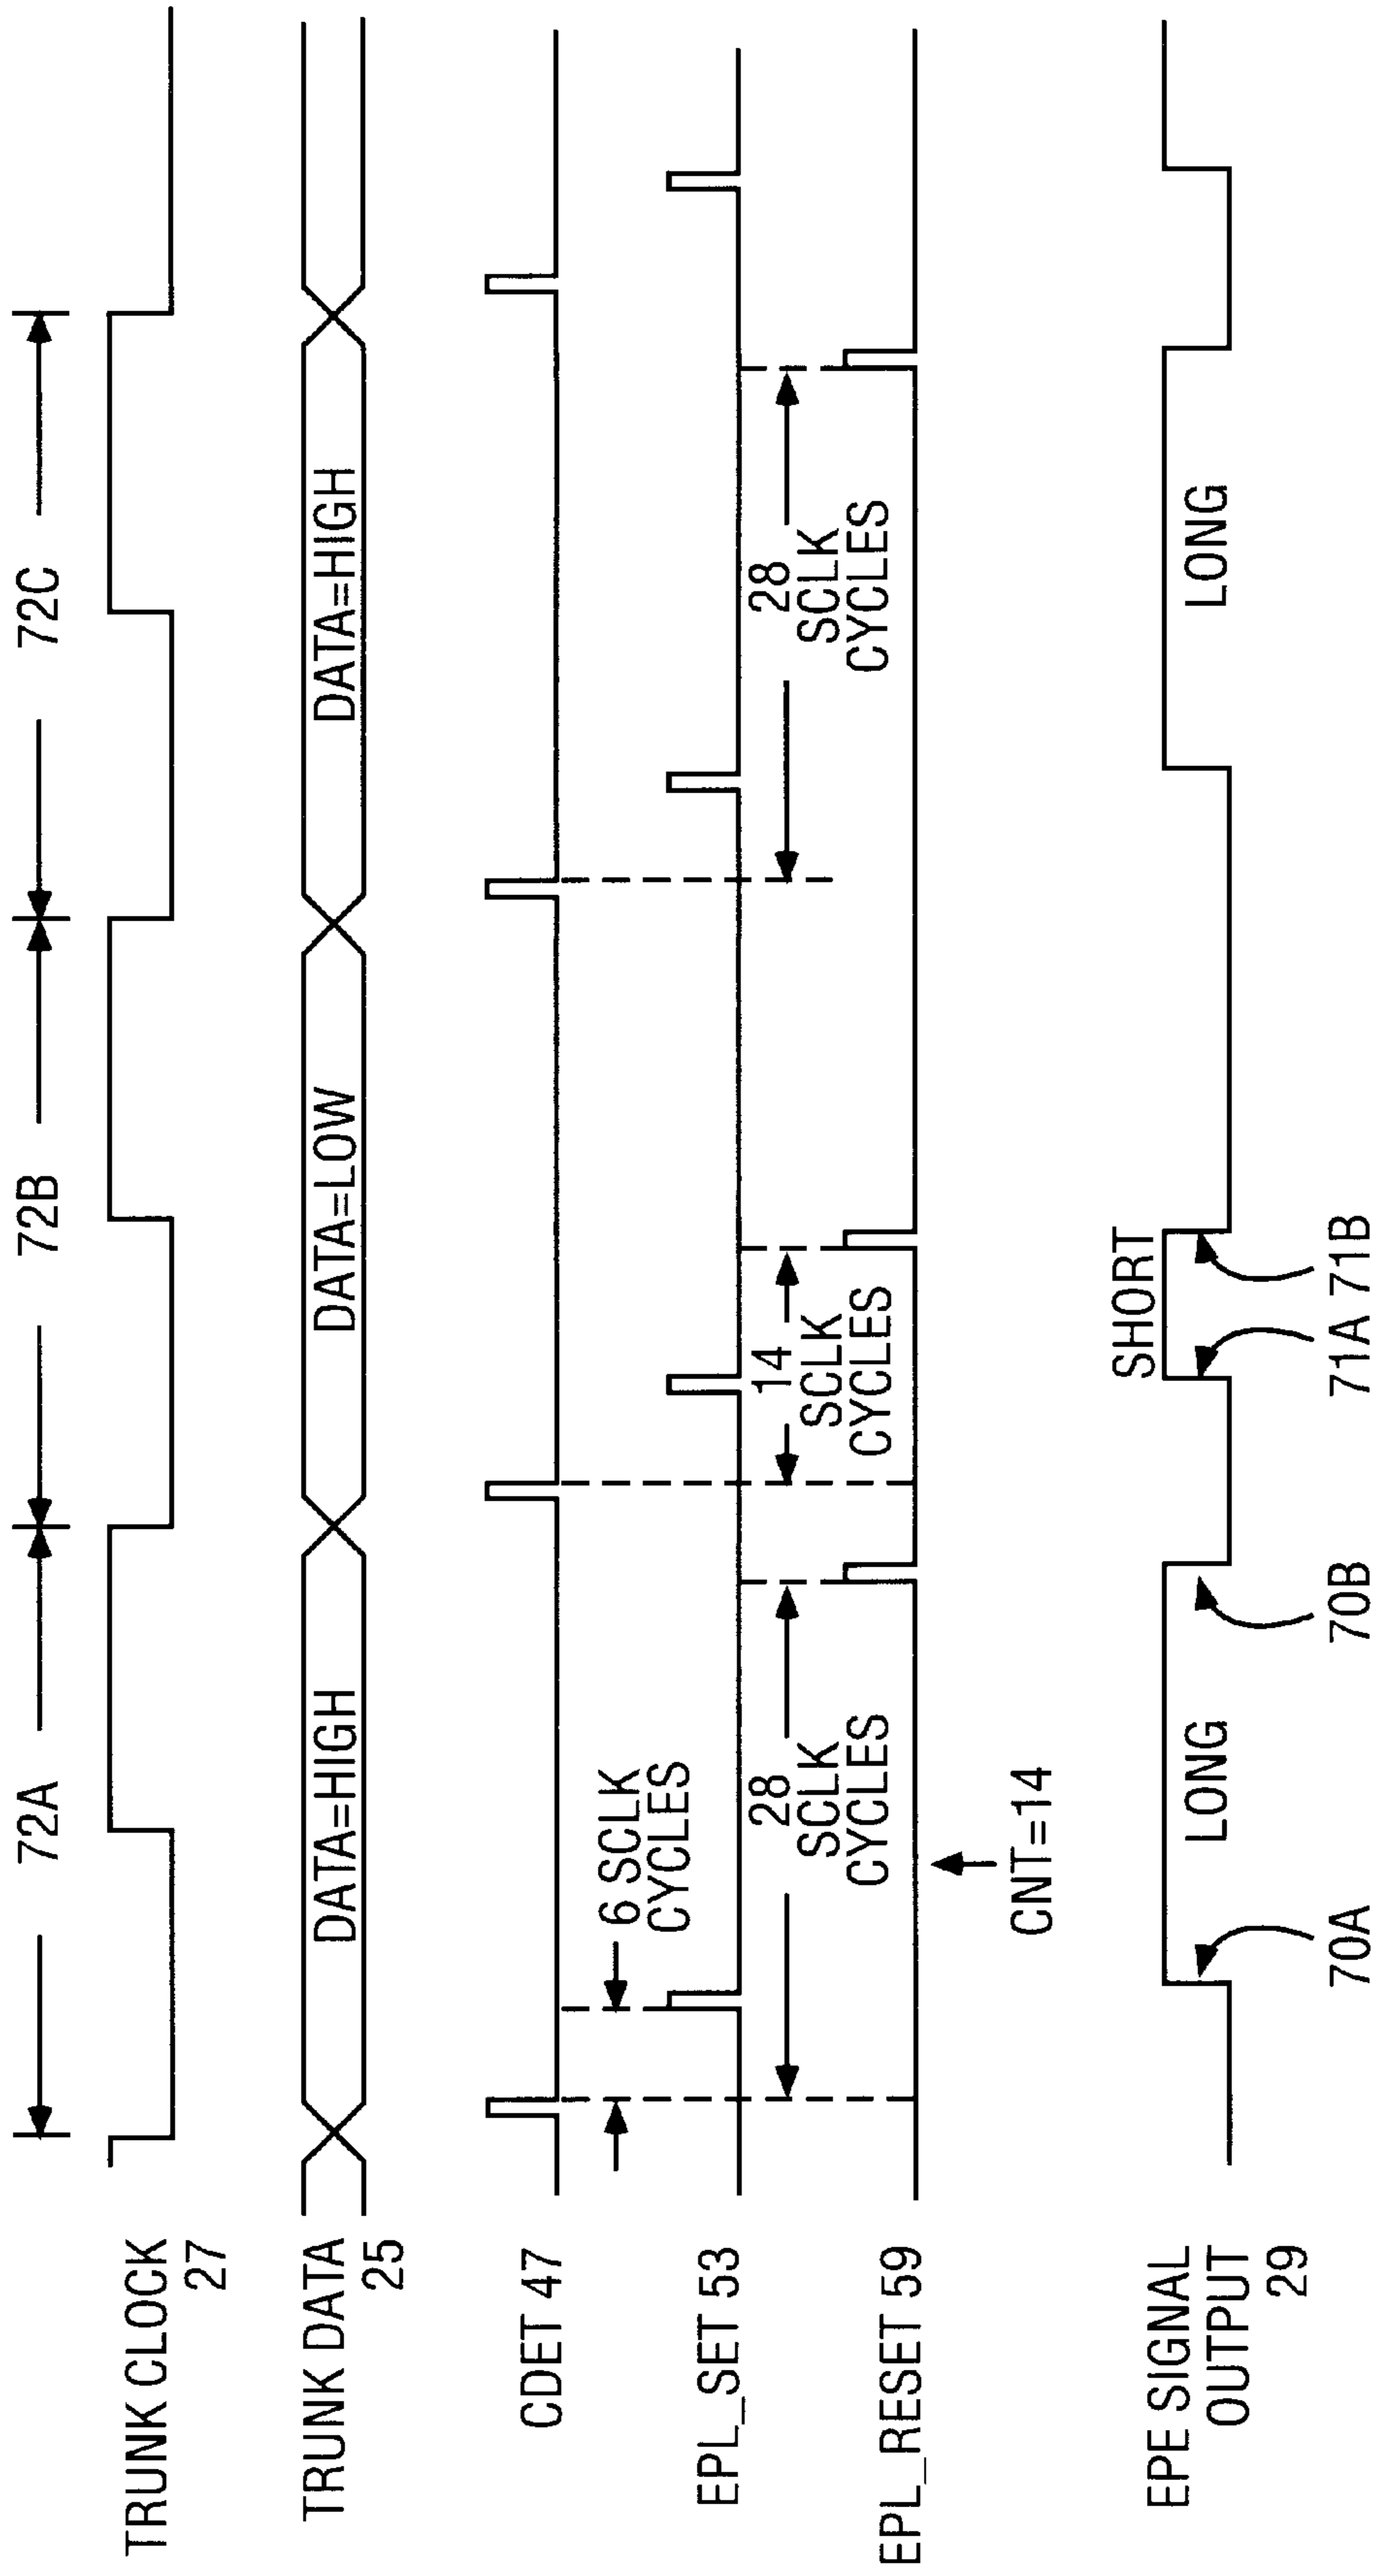 72A
72B
72C
TRUNK CLOCK
27
TRUNK DATA
25
DATA=HIGH
DATA=LOW
DATA=HIGH
CDET 47
6 SCLK
CYCLES
EPL_SET 53
28
SCLK
CYCLES
14
SCLK
CYCLES
28
SCLK
CYCLES
EPL_RESET 59
CNT=14
EPE SIGNAL
OUTPUT
29
LONG
SHORT
LONG
70A
70B
71A
71B